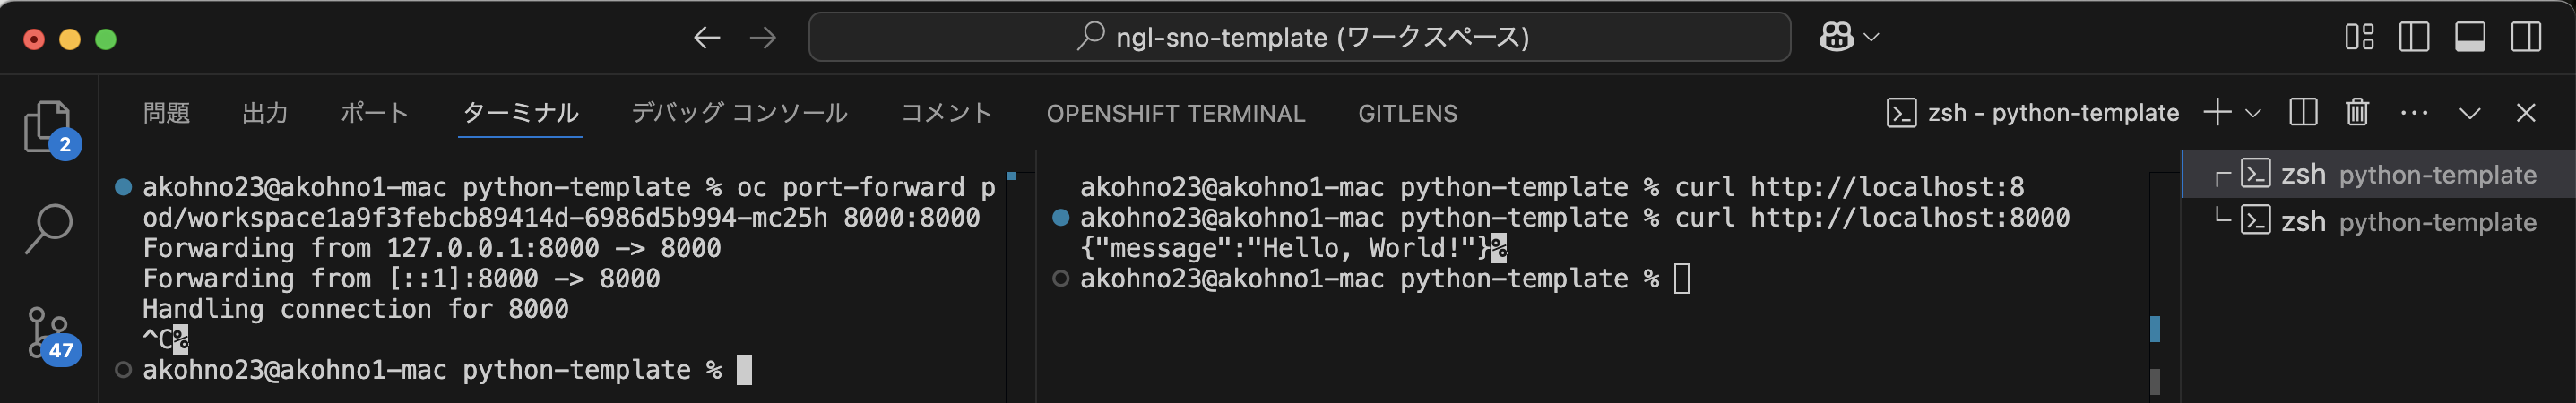 ngl-sno-template (ワークスペース)
問題 出力 ポート ターミナル デバッグ コンソール コメント OPENSHIFT TERMINAL GITLENS
zsh - python-template
2
47
akohno23@akohno1-mac python-template % oc port-forward p
od/workspace1a9f3febcb89414d-6986d5b994-mc25h 8000:8000
Forwarding from 127.0.0.1:8000 -> 8000
Forwarding from [::1]:8000 -> 8000
Handling connection for 8000
^C%
akohno23@akohno1-mac python-template %
akohno23@akohno1-mac python-template % curl http://localhost:8
akohno23@akohno1-mac python-template % curl http://localhost:8000
{"message":"Hello, World!"}%
akohno23@akohno1-mac python-template %
zsh python-template
zsh python-template